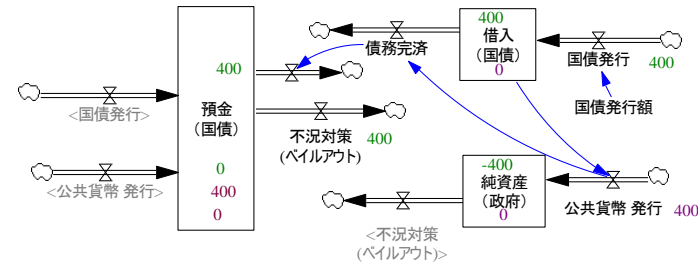 400
<国債発行>
<公共貨幣 発行>
預金
(国債)
0
400
0
不況対策
(ベイルアウト)
400
債務完済
400
借入
(国債)
0
国債発行
400
国債発行額
-400
純資産
(政府)
0
公共貨幣 発行
400
<不況対策
(ベイルアウト)>